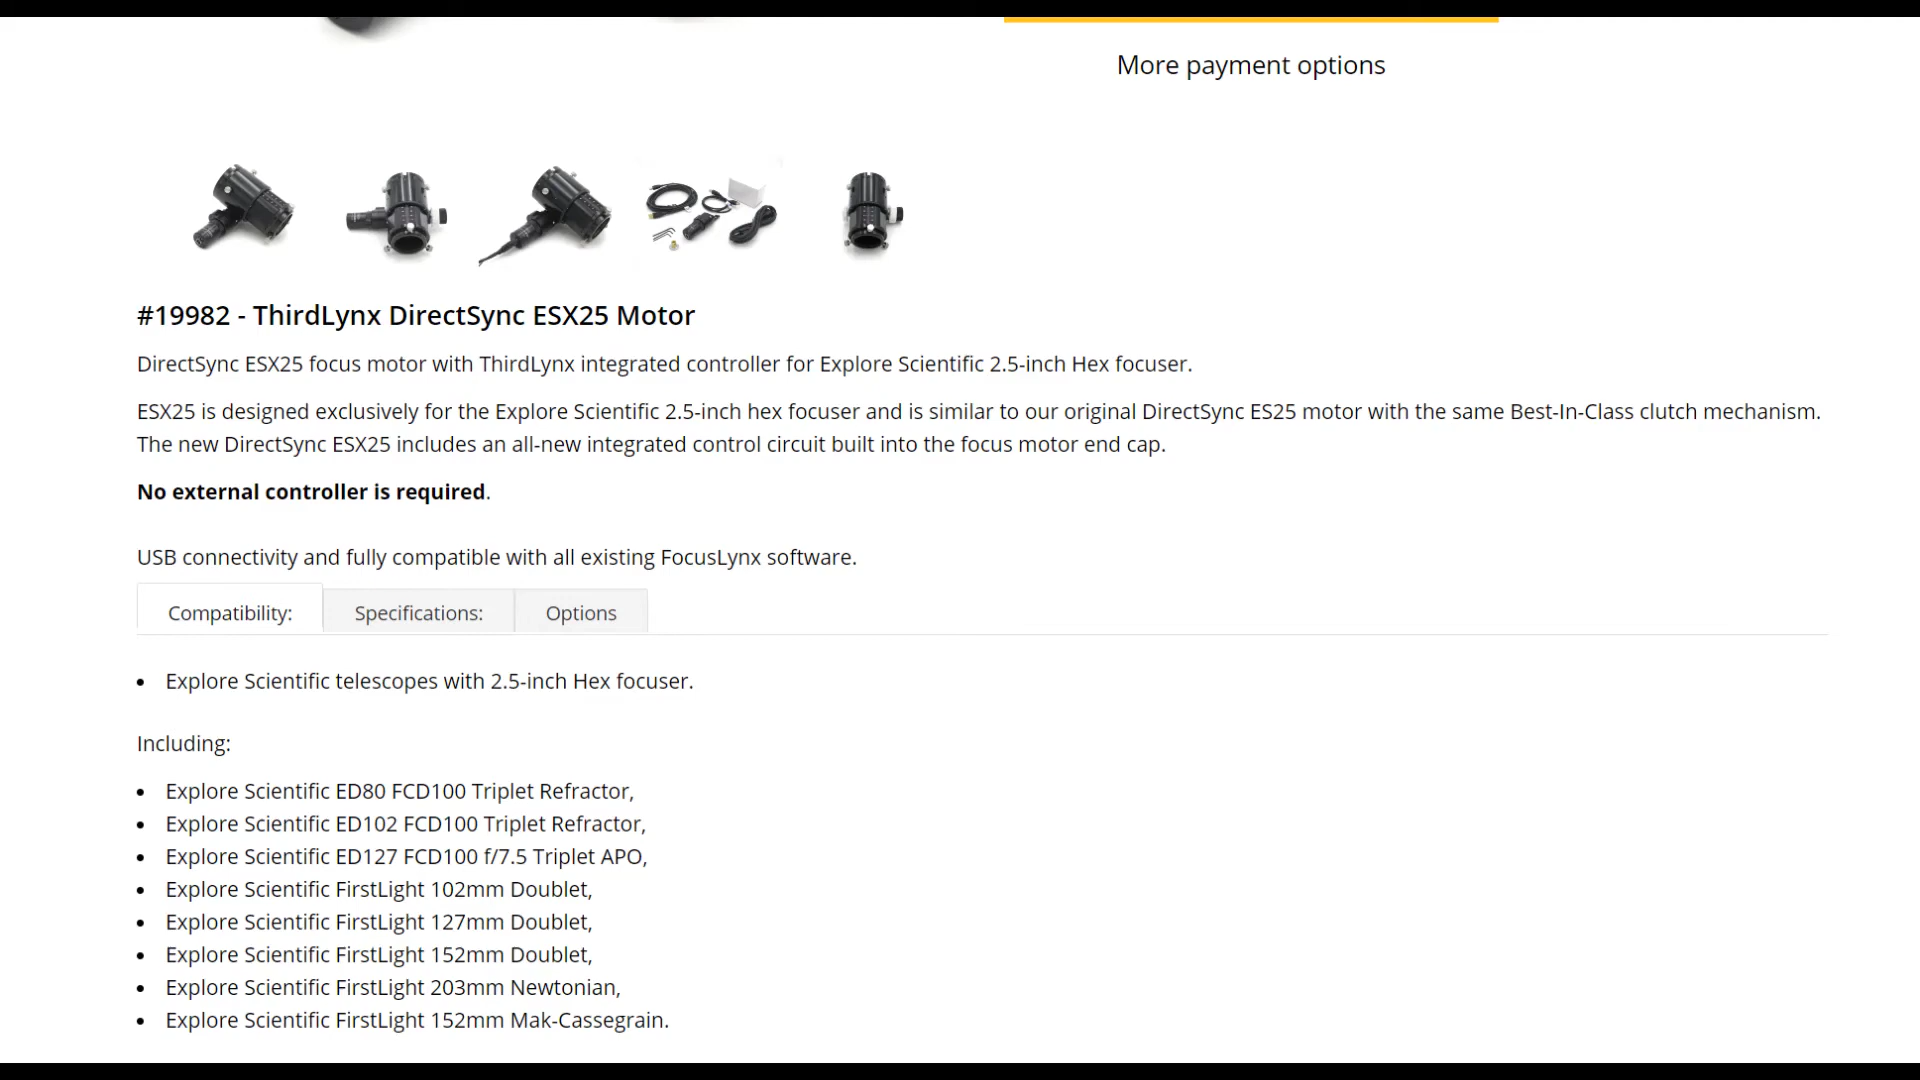 More payment options
#19982 - ThirdLynx DirectSync ESX25 Motor
DirectSync ESX25 focus motor with ThirdLynx integrated controller for Explore Scientific 2.5-inch Hex focuser.
ESX25 is designed exclusively for the Explore Scientific 2.5-inch hex focuser and is similar to our original DirectSync ES25 motor with the same Best-In-Class clutch mechanism.
The new DirectSync ESX25 includes an all-new integrated control circuit built into the focus motor end cap.
No external controller is required.
USB connectivity and fully compatible with all existing FocusLynx software.
Compatibility: Specifications: Options
• Explore Scientific telescopes with 2.5-inch Hex focuser.
Including:
• Explore Scientific ED80 FCD100 Triplet Refractor,
• Explore Scientific ED102 FCD100 Triplet Refractor,
• Explore Scientific ED127 FCD100 f/7.5 Triplet APO,
• Explore Scientific FirstLight 102mm Doublet,
• Explore Scientific FirstLight 127mm Doublet,
• Explore Scientific FirstLight 152mm Doublet,
• Explore Scientific FirstLight 203mm Newtonian,
• Explore Scientific FirstLight 152mm Mak-Cassegrain.